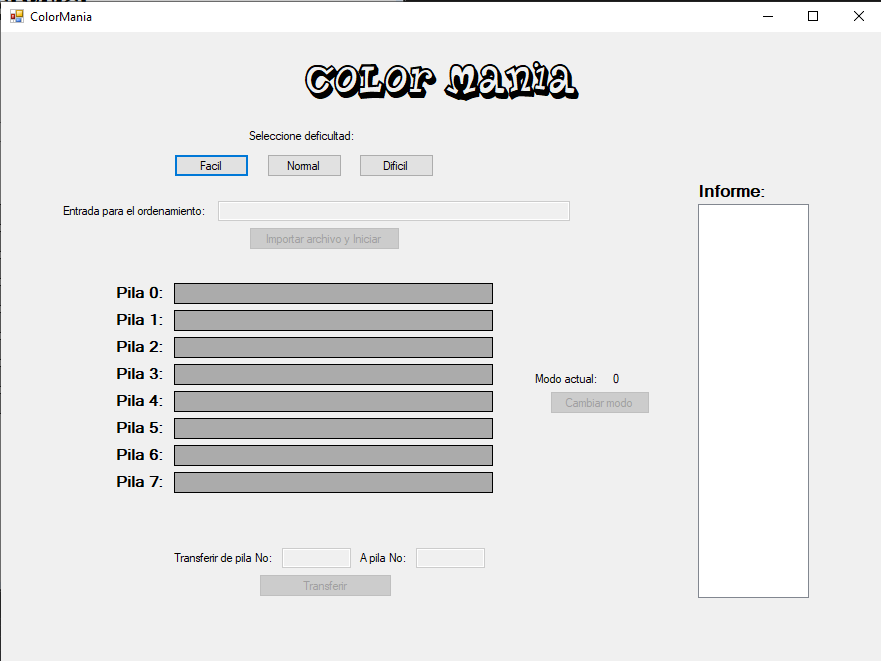 ColorMania
COLOR MANIA
Seleccione deficultad:
Facil Normal Dificil
Informe:
Entrada para el ordenamiento:
Importar archivo y Iniciar
Pila 0:
Pila 1:
Pila 2:
Pila 3:
Modo actual: 0
Pila 4:
Cambiar modo
Pila 5:
Pila 6:
Pila 7:
Transferir de pila No: A pila No:
Transferir